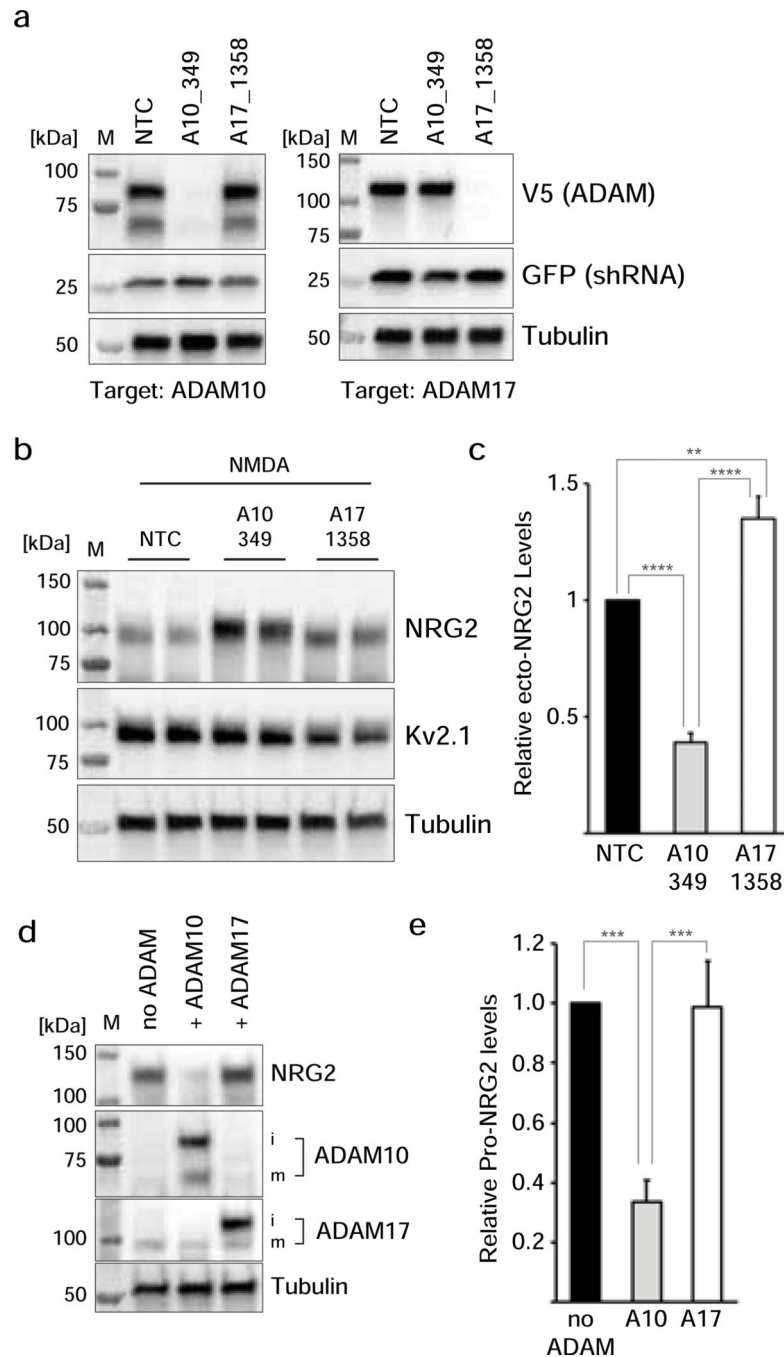 a
[kDa] M NTC A10_349 A17_1358 M NTC A10_349 A17_1358
100 75 150 100 75 V5 (ADAM)
25 25 GFP (shRNA)
50 50 Tubulin
Target: ADAM10 Target: ADAM17
b
NMDA
[kDa] M NTC A10 349 A17 1358
150
100 NRG2
75
100 Kv2.1
75
50 Tubulin
c
** **** ****
Relative ecto-NRG2 Levels
1.5
1
0.5
NTC A10 A17
349 1358
d
[kDa] M no ADAM + ADAM10 + ADAM17
150 NRG2
100
100 i ADAM10
75 m
i ADAM17
100 m
50 Tubulin
e
*** ***
Relative Pro-NRG2 levels
1.2
1.0
0.8
0.6
0.4
0.2
no A10 A17
ADAM